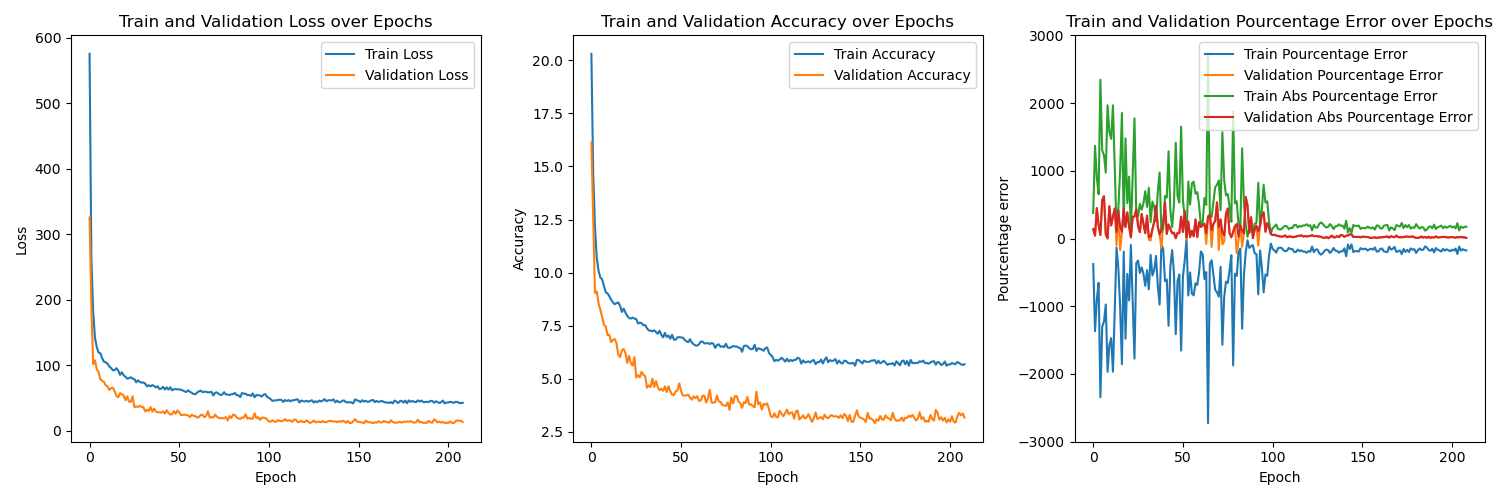 Train and Validation Loss over Epochs
600
500
400
300
200
100
0
0 50 100 150 200
Loss
Epoch
Train Loss
Validation Loss
Train and Validation Accuracy over Epochs
20.0
17.5
15.0
12.5
10.0
7.5
5.0
2.5
0 50 100 150 200
Accuracy
Epoch
Train Accuracy
Validation Accuracy
Train and Validation Pourcentage Error over Epochs
3000
2000
1000
0
−1000
−2000
−3000
0 50 100 150 200
Pourcentage error
Epoch
Train Pourcentage Error
Validation Pourcentage Error
Train Abs Pourcentage Error
Validation Abs Pourcentage Error